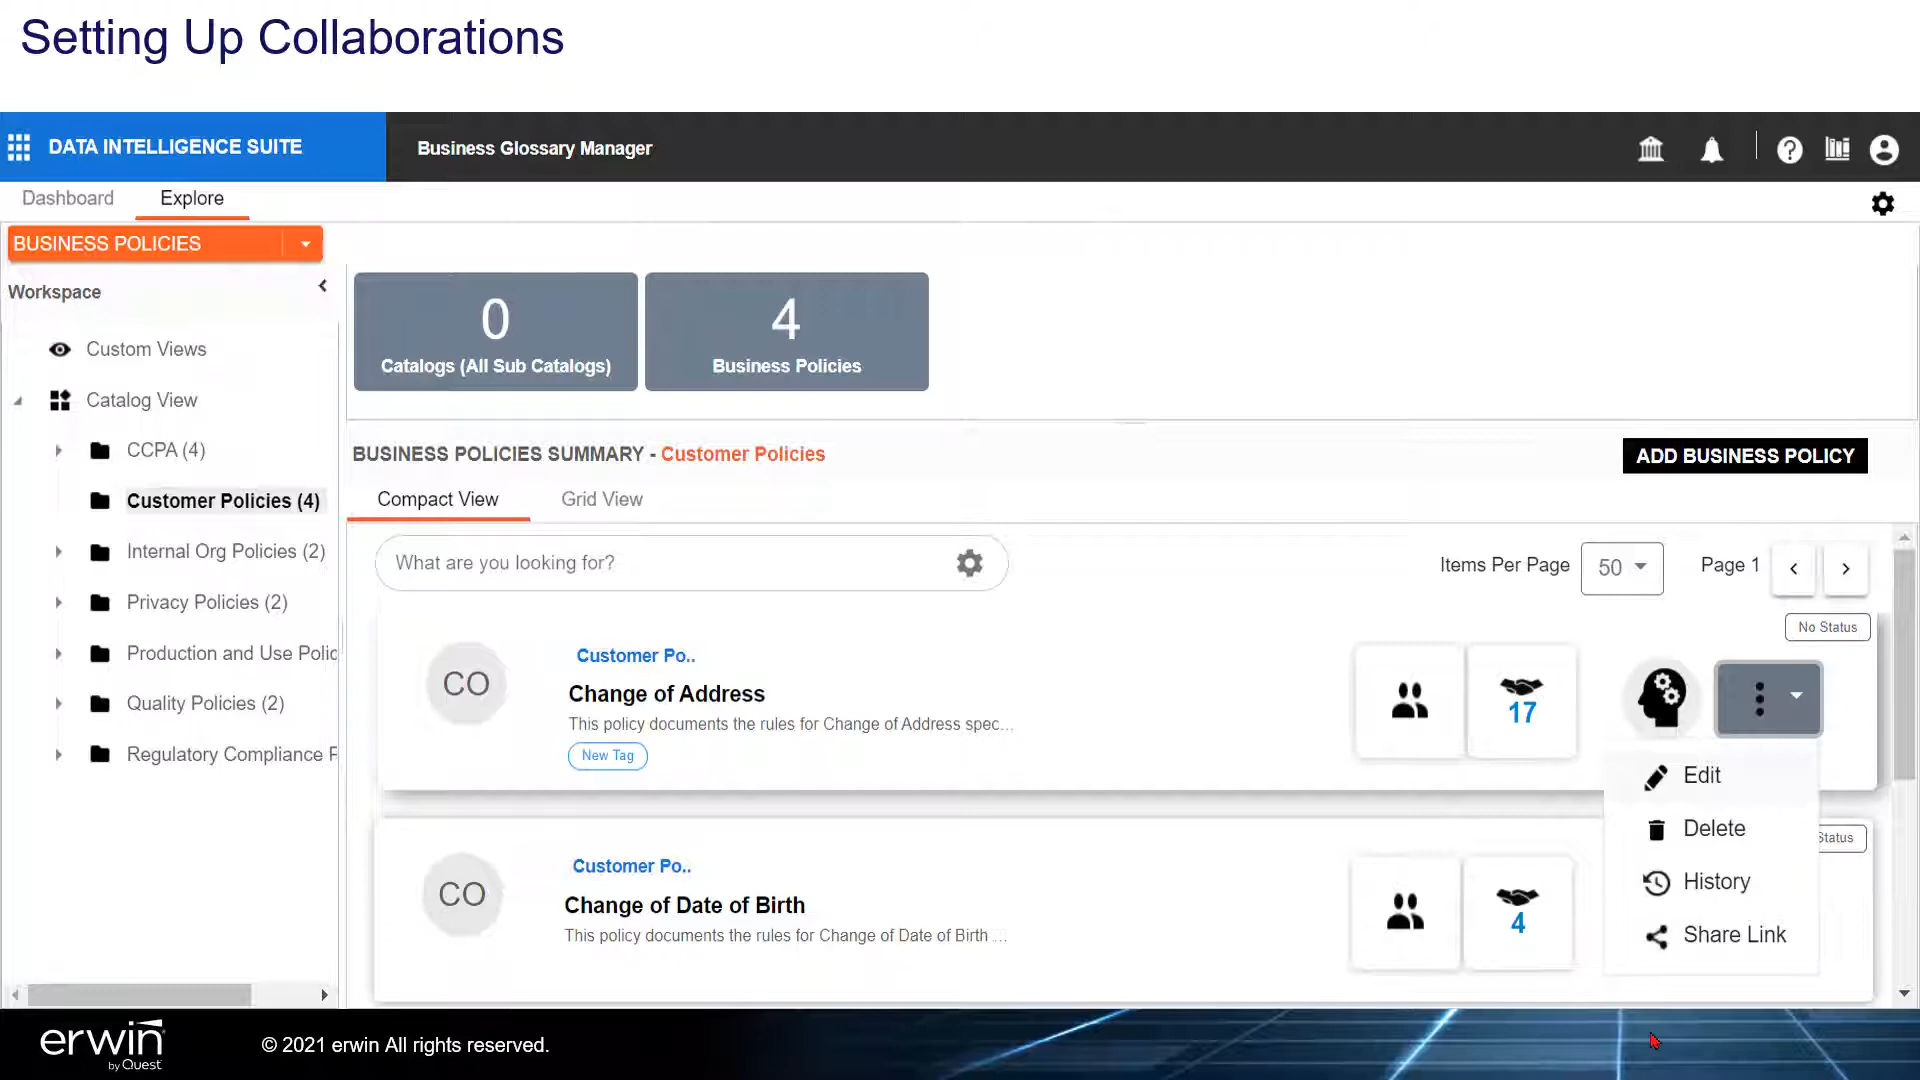 Setting Up Collaborations
DATA INTELLIGENCE SUITE
Business Glossary Manager
Dashboard
Explore
BUSINESS POLICIES
Workspace
Custom Views
Catalog View
CCPA (4)
Customer Policies (4)
Internal Org Policies (2)
Privacy Policies (2)
Production and Use Polic
Quality Policies (2)
Regulatory Compliance P
0
Catalogs (All Sub Catalogs)
4
Business Policies
BUSINESS POLICIES SUMMARY - Customer Policies
ADD BUSINESS POLICY
Compact View
Grid View
What are you looking for?
Items Per Page
50
Page 1
No Status
CO
Customer Po..
Change of Address
This policy documents the rules for Change of Address spec...
New Tag
17
Edit
Delete
History
Share Link
Status
CO
Customer Po..
Change of Date of Birth
This policy documents the rules for Change of Date of Birth ...
4
erwin
by Quest
© 2021 erwin All rights reserved.